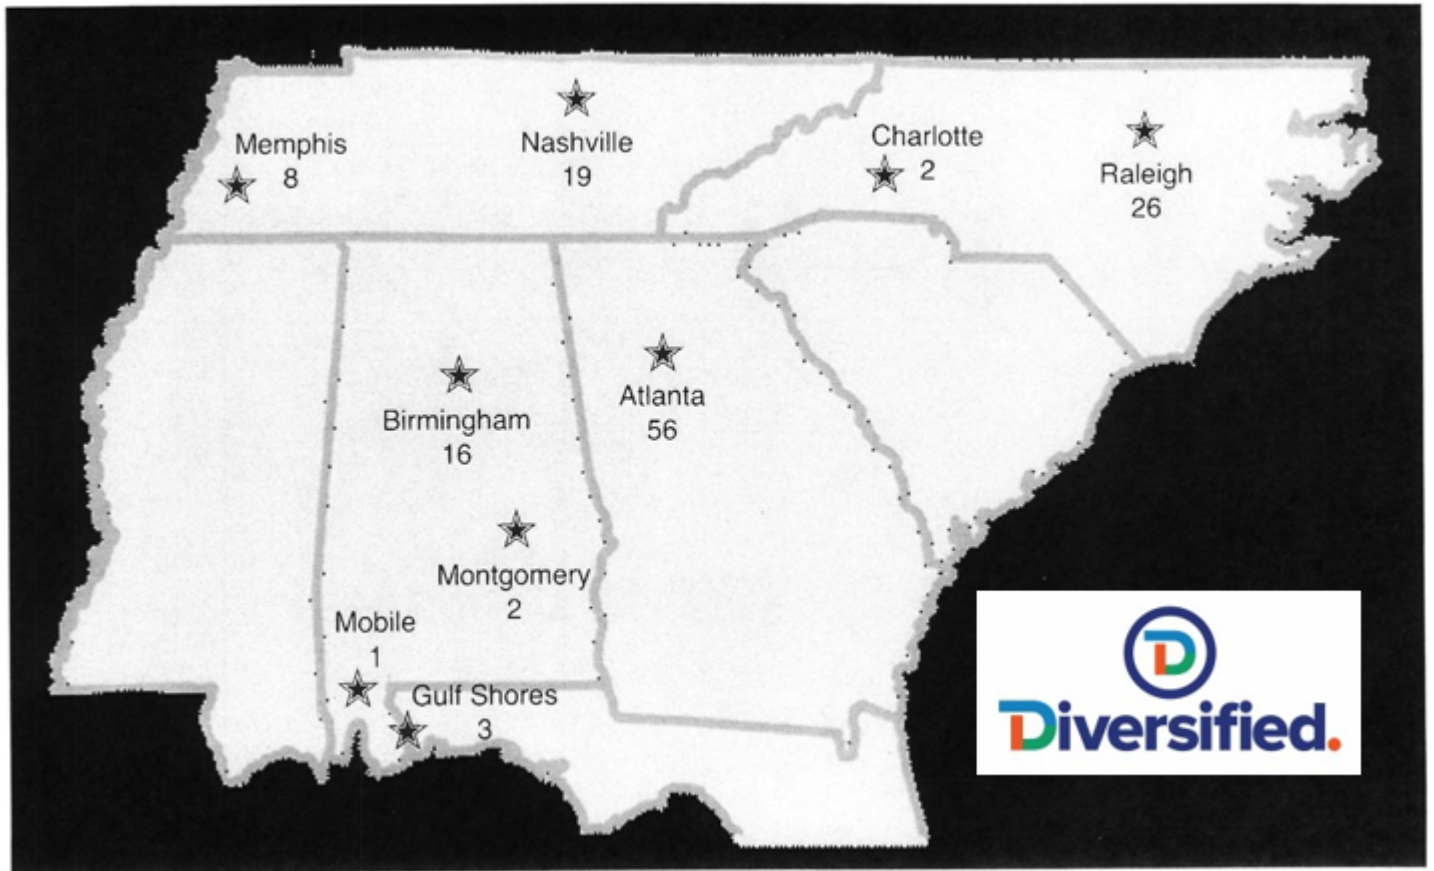 Memphis
8
Nashville
19
Charlotte
2
Raleigh
26
Birmingham
16
Atlanta
56
Montgomery
2
Mobile
1
Gulf Shores
3
D
Diversified.